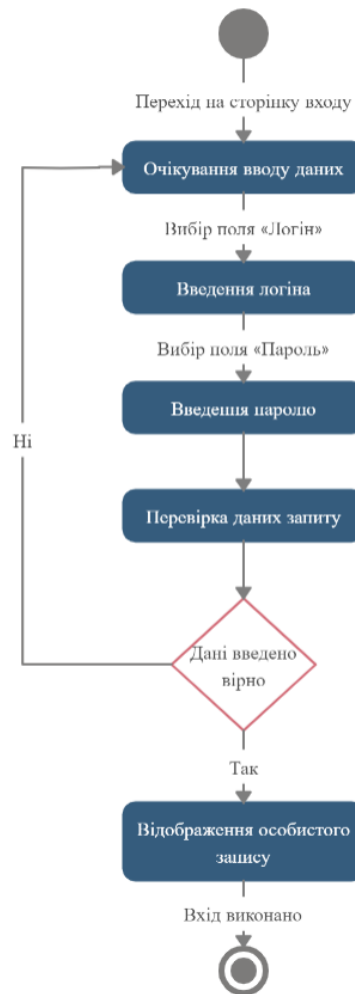 Перехід на сторінку входу
Очікування вводу даних
Вибір поля «Логін»
Введення логіна
Вибір поля «Пароль»
Введення паролю
Ні
Перевірка даних запиту
Дані введено
вірно
Так
Відображення особистого
запису
Вхід виконано